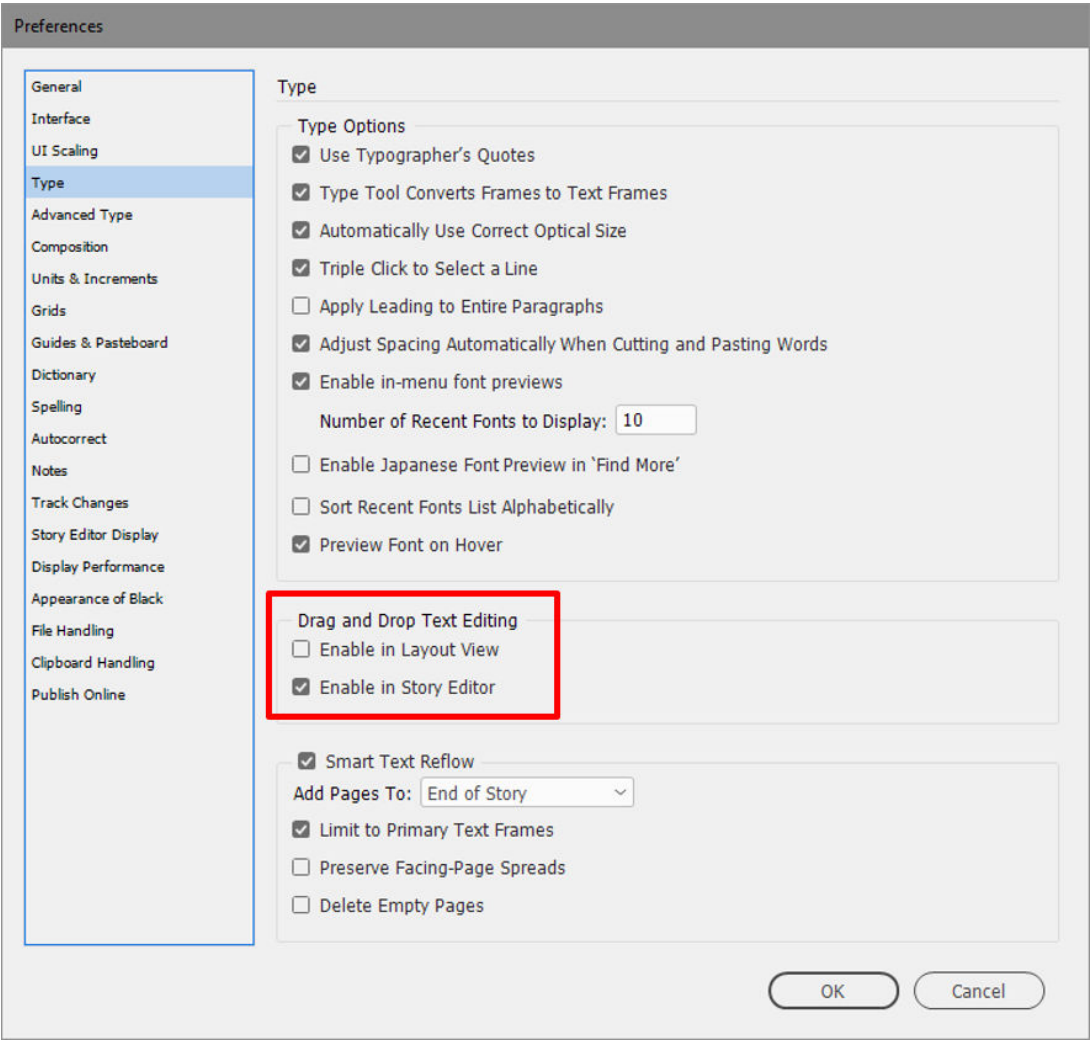 Preferences
General
Interface
UI Scaling
Type
Advanced Type
Composition
Units & Increments
Grids
Guides & Pasteboard
Dictionary
Spelling
Autocorrect
Notes
Track Changes
Story Editor Display
Display Performance
Appearance of Black
File Handling
Clipboard Handling
Publish Online
Type
Type Options
Use Typographer's Quotes
Type Tool Converts Frames to Text Frames
Automatically Use Correct Optical Size
Triple Click to Select a Line
Apply Leading to Entire Paragraphs
Adjust Spacing Automatically When Cutting and Pasting Words
Enable in-menu font previews
Number of Recent Fonts to Display: 10
Enable Japanese Font Preview in ‘Find More’
Sort Recent Fonts List Alphabetically
Preview Font on Hover
Drag and Drop Text Editing
Enable in Layout View
Enable in Story Editor
Smart Text Reflow
Add Pages To: End of Story
Limit to Primary Text Frames
Preserve Facing-Page Spreads
Delete Empty Pages
OK Cancel